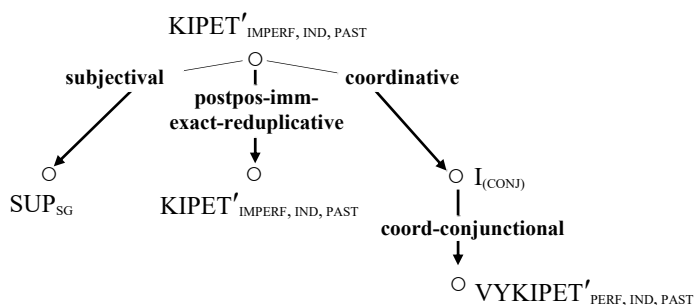 KIPET′IMPERF, IND, PAST
subjectival
coordinative
postpos-imm-
exact-reduplicative
SUPSG
KIPET′IMPERF, IND, PAST
I(CONJ)
coord-conjunctional
VYKIPET′PERF, IND, PAST